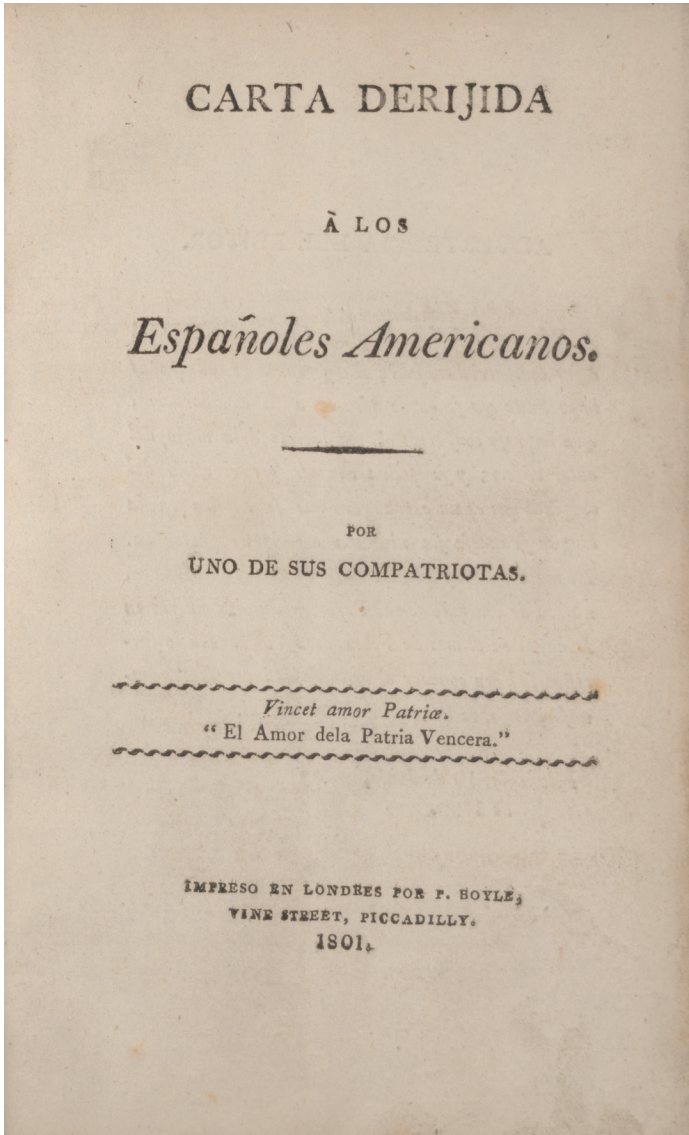 CARTA DERIJIDA
À LOS
Españoles Americanos.
POR
UNO DE SUS COMPATRIOTAS.
Vincet amor Patriæ.
“ El Amor dela Patria Vencera.”
IMPRESO EN LONDRES POR P. BOYLE,
VINE STREET, PICCADILLY.
1801.